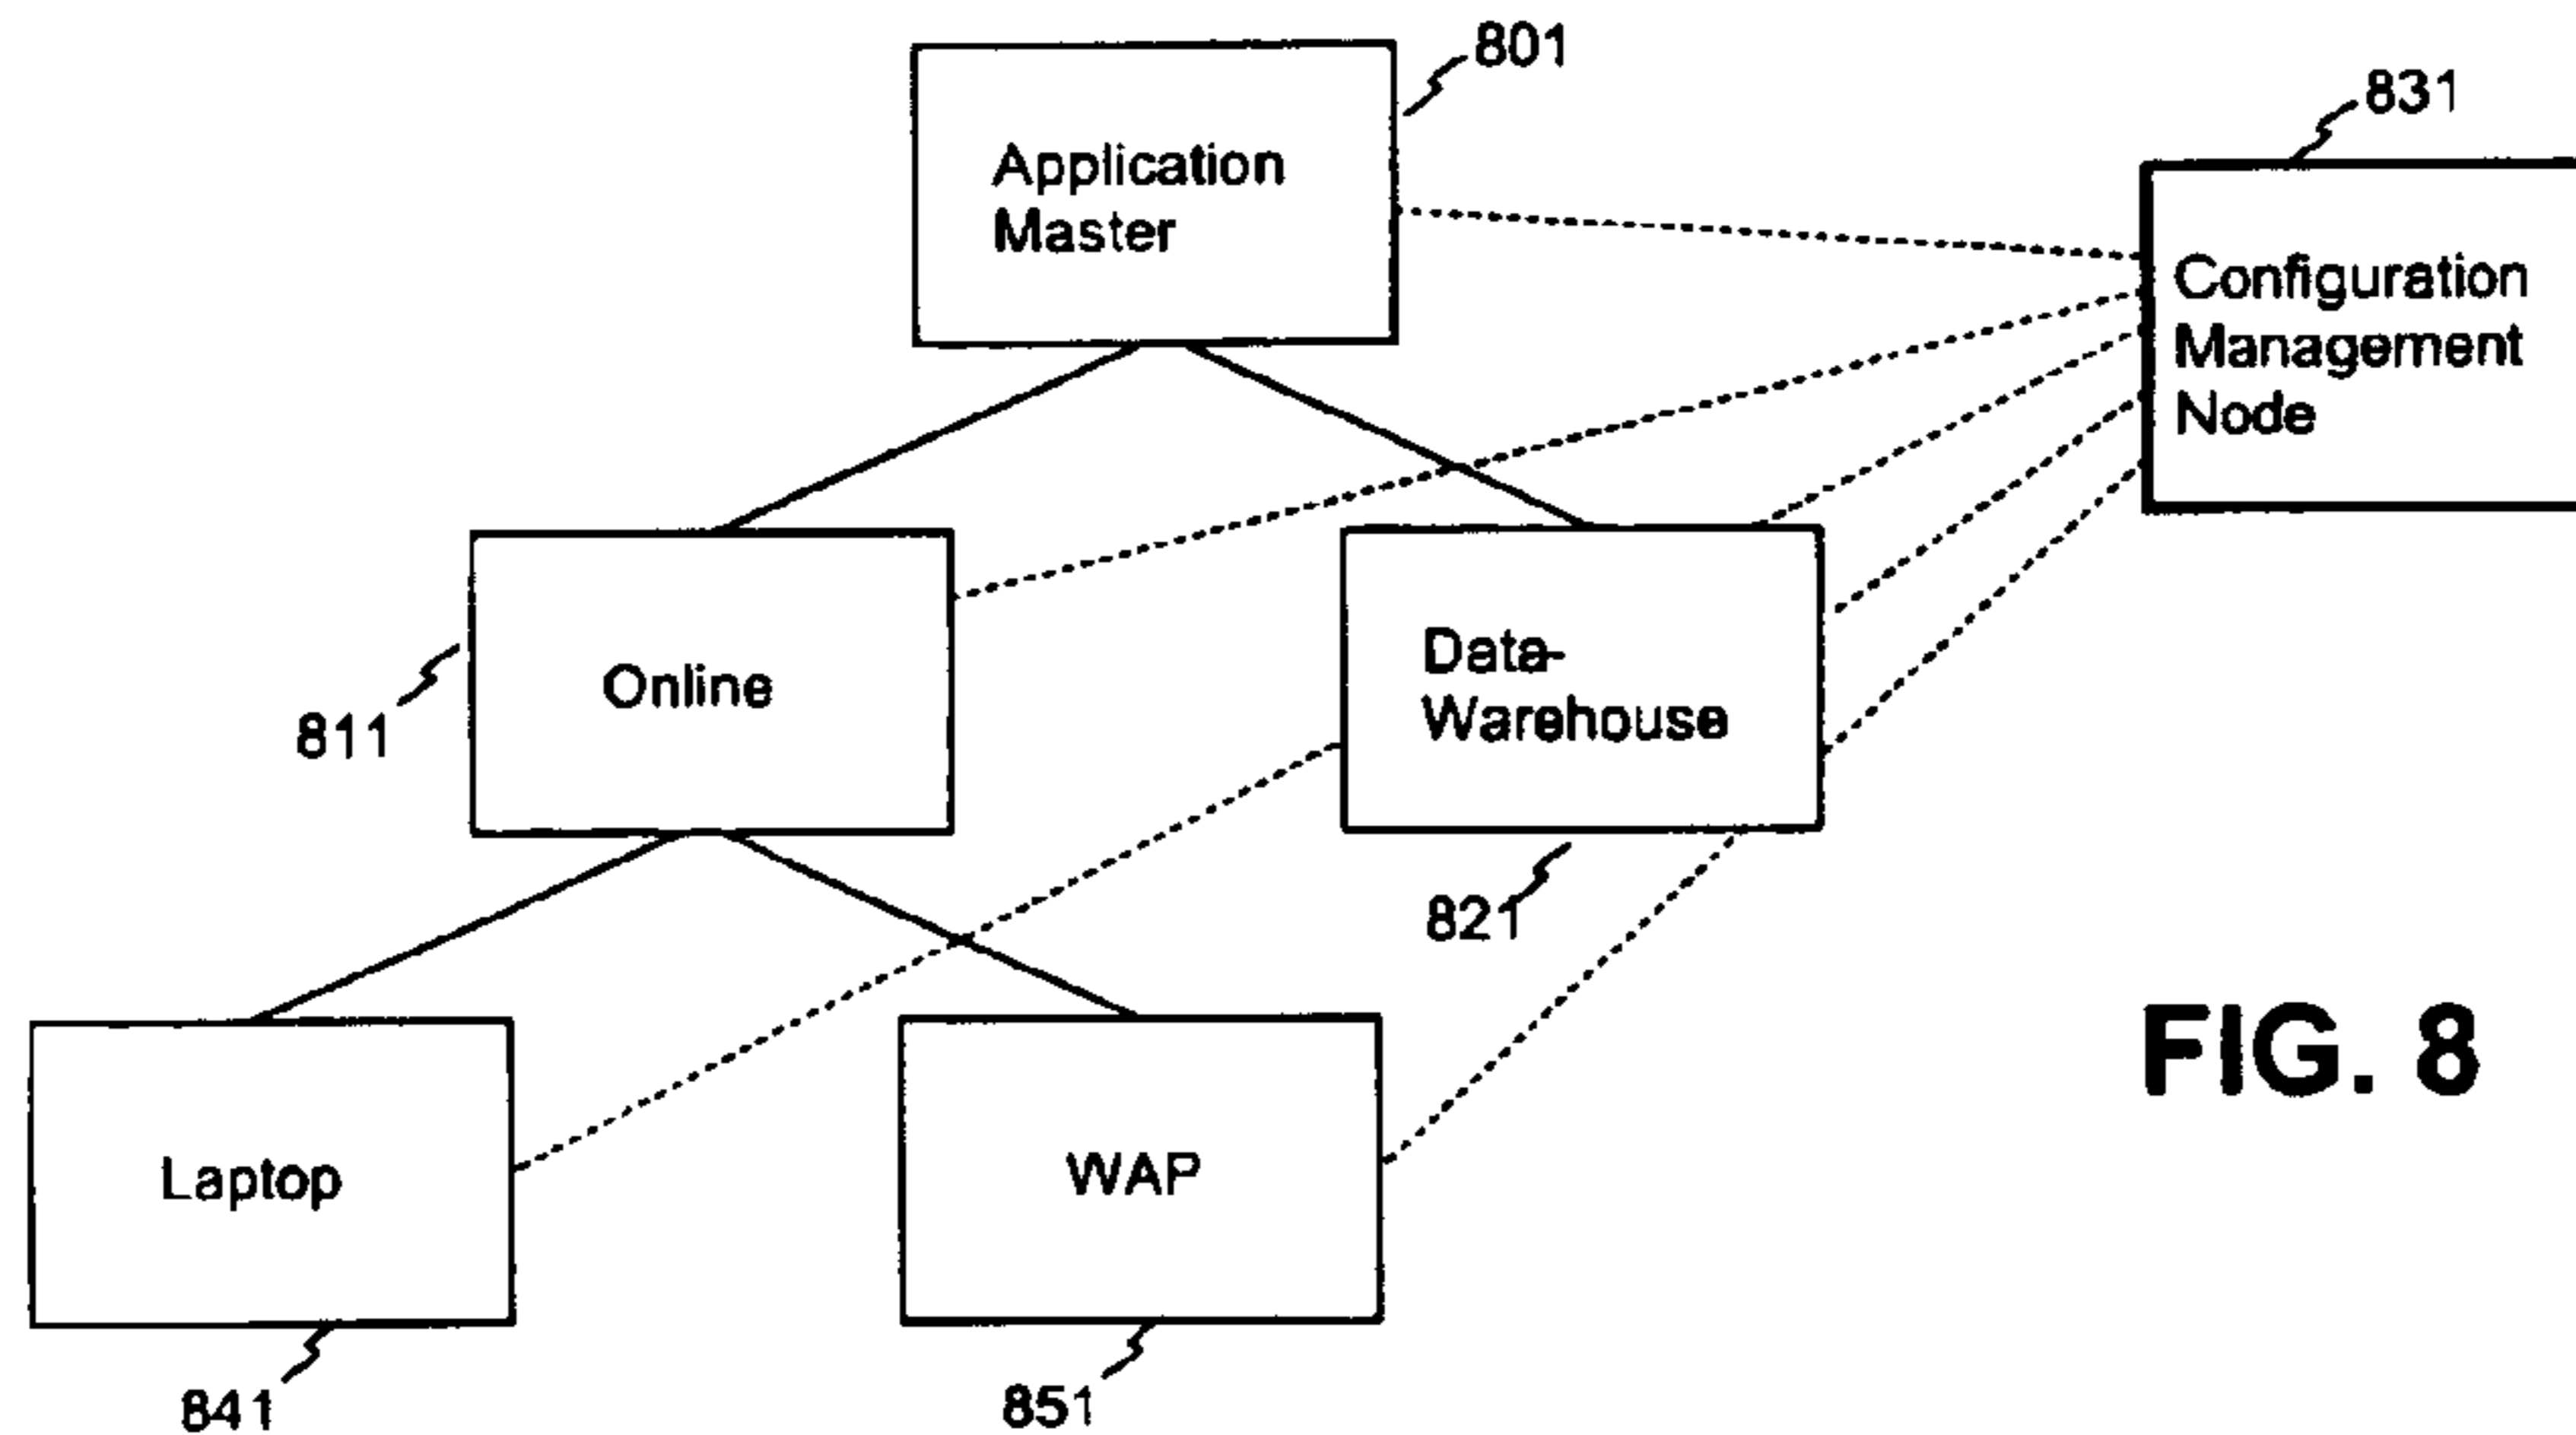 801
Application
Master
831
Configuration
Management
Node
811
Online
Data-
Warehouse
821
Laptop
WAP
841
851
FIG. 8